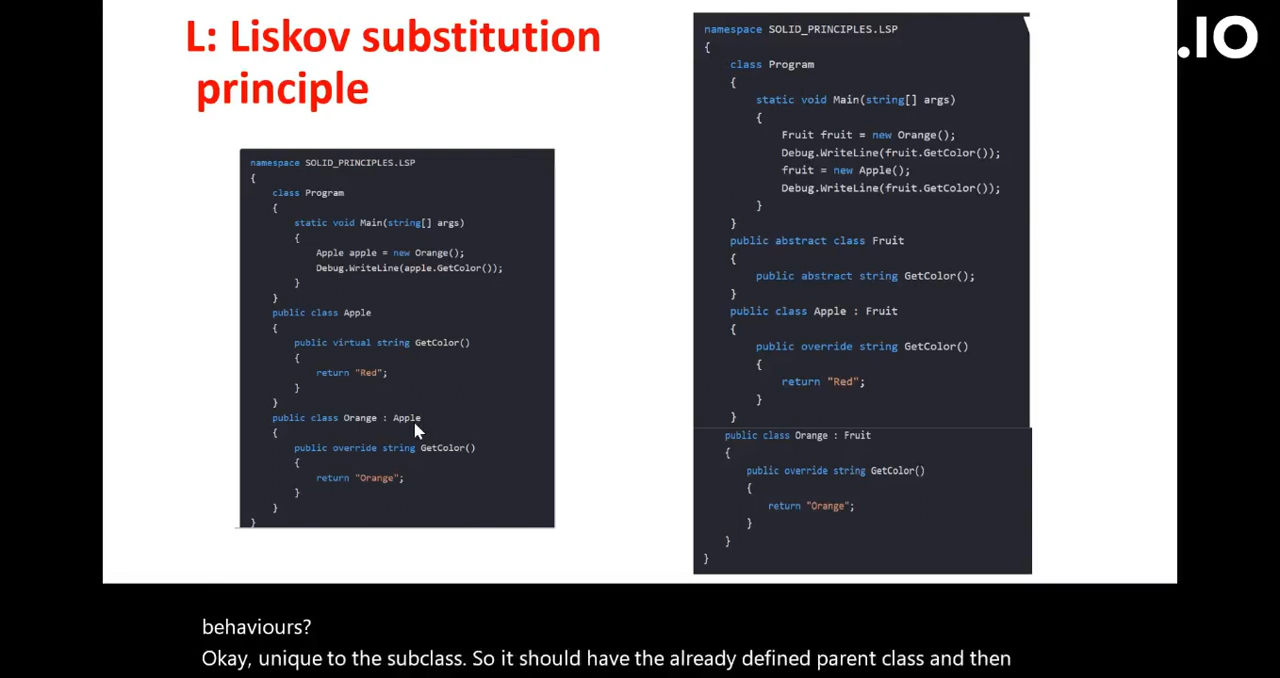 L: Liskov substitution
principle
namespace SOLID_PRINCIPLES.LSP
{
class Program
{
static void Main(string[] args)
{
Apple apple = new Orange();
Debug.WriteLine(apple.GetColor());
}
}
public class Apple
{
public virtual string GetColor()
{
return "Red";
}
}
public class Orange : Apple
{
public override string GetColor()
{
return "Orange";
}
}
}
namespace SOLID_PRINCIPLES.LSP
{
class Program
{
static void Main(string[] args)
{
Fruit fruit = new Orange();
Debug.WriteLine(fruit.GetColor());
fruit = new Apple();
Debug.WriteLine(fruit.GetColor());
}
}
public abstract class Fruit
{
public abstract string GetColor();
}
public class Apple : Fruit
{
public override string GetColor()
{
return "Red";
}
}
public class Orange : Fruit
{
public override string GetColor()
{
return "Orange";
}
}
}
.IO
behaviours?
Okay, unique to the subclass. So it should have the already defined parent class and then